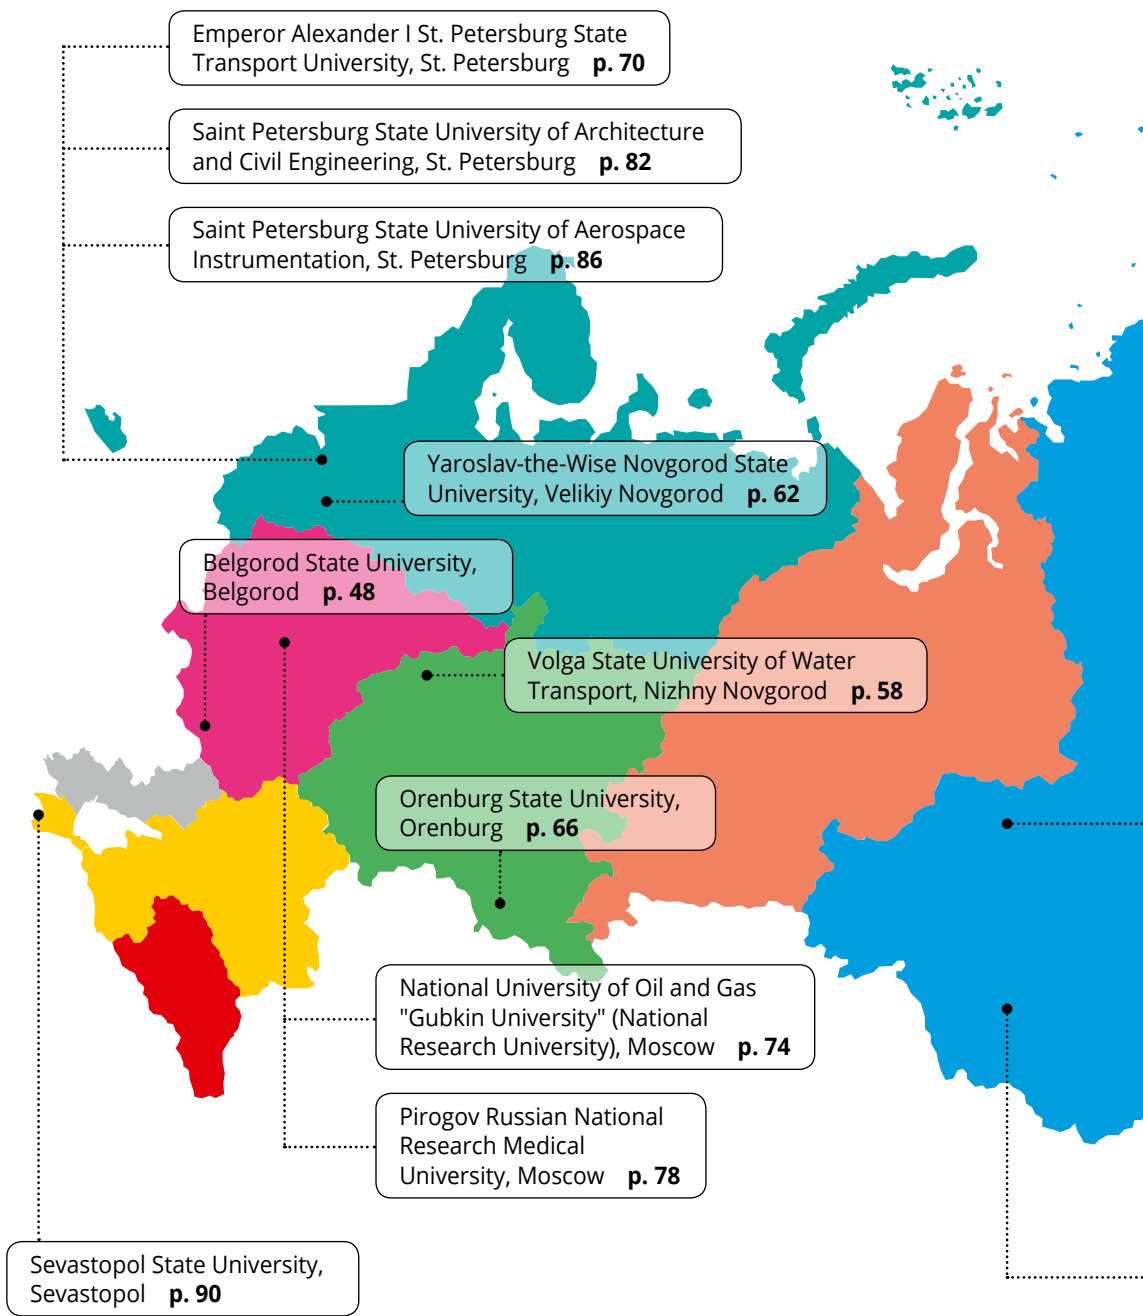 Emperor Alexander I St. Petersburg State
Transport University, St. Petersburg p. 70
Saint Petersburg State University of Architecture
and Civil Engineering, St. Petersburg p. 82
Saint Petersburg State University of Aerospace
Instrumentation, St. Petersburg p. 86
Yaroslav-the-Wise Novgorod State
University, Velikiy Novgorod p. 62
Belgorod State University,
Belgorod p. 48
Volga State University of Water
Transport, Nizhny Novgorod p. 58
Orenburg State University,
Orenburg p. 66
National University of Oil and Gas
"Gubkin University" (National
Research University), Moscow p. 74
Pirogov Russian National
Research Medical
University, Moscow p. 78
Sevastopol State University,
Sevastopol p. 90